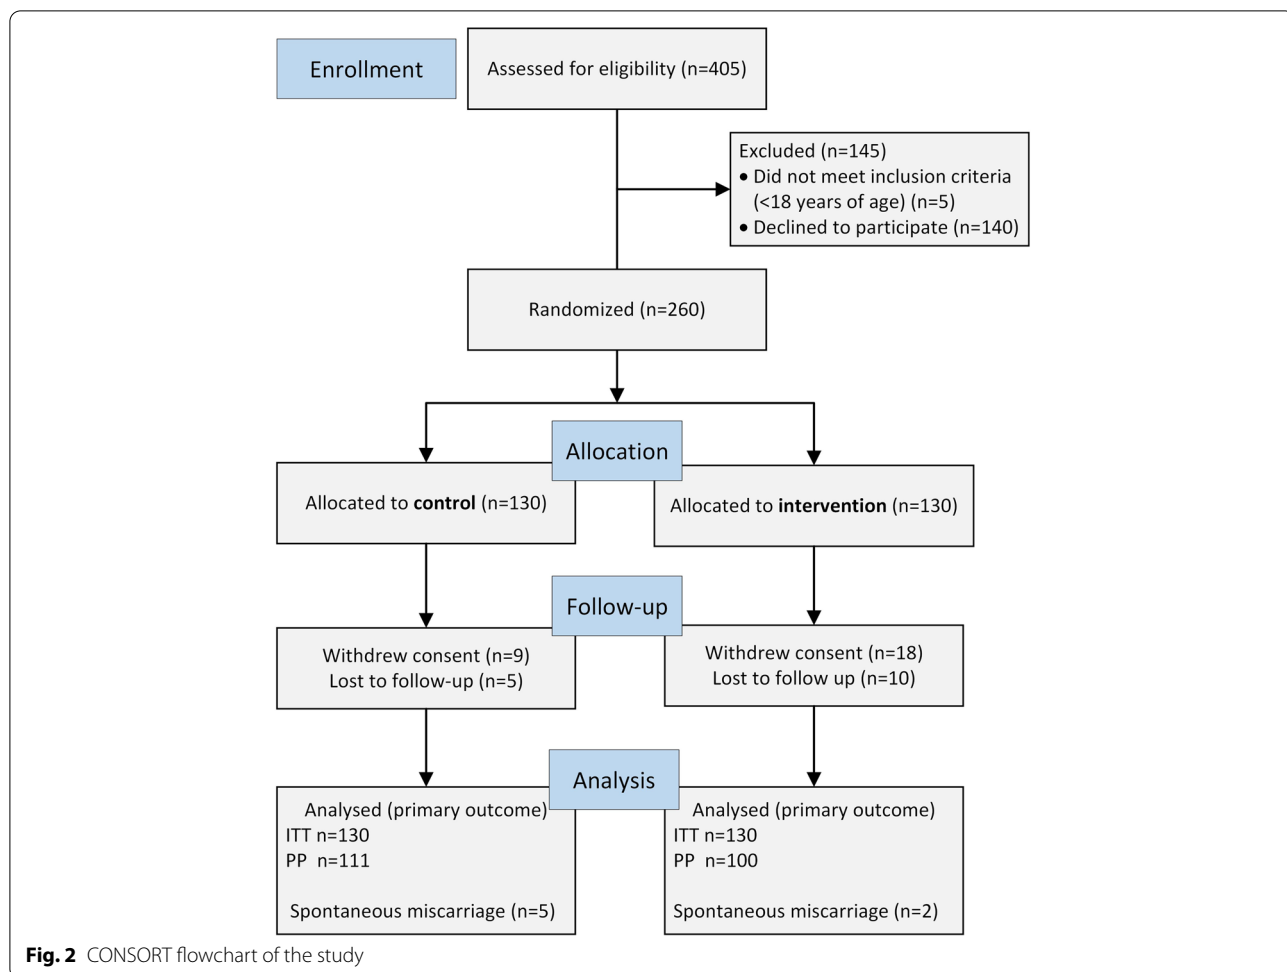 Enrollment
Assessed for eligibility (n=405)
Excluded (n=145)
• Did not meet inclusion criteria
(<18 years of age) (n=5)
• Declined to participate (n=140)
Randomized (n=260)
Allocation
Allocated to control (n=130)
Allocated to intervention (n=130)
Follow-up
Withdrew consent (n=9)
Lost to follow-up (n=5)
Withdrew consent (n=18)
Lost to follow up (n=10)
Analysis
Analysed (primary outcome)
ITT n=130
PP n=111
Spontaneous miscarriage (n=5)
Analysed (primary outcome)
ITT n=130
PP n=100
Spontaneous miscarriage (n=2)
Fig. 2 CONSORT flowchart of the study